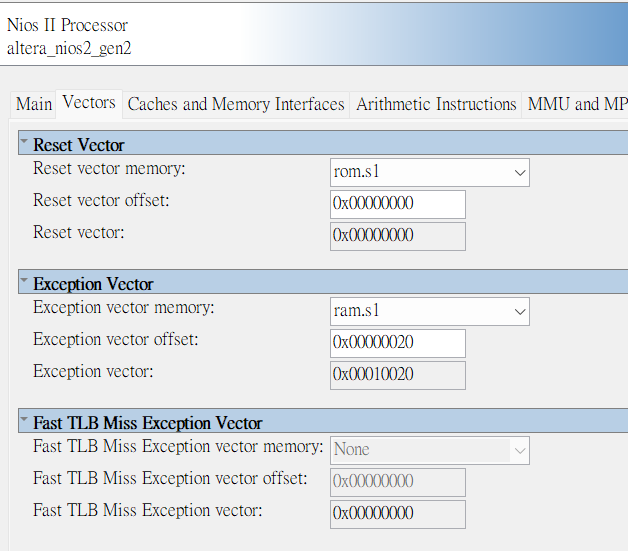 Nios II Processor
altera_nios2_gen2
Main Vectors Caches and Memory Interfaces Arithmetic Instructions MMU and MP
Reset Vector
Reset vector memory: rom.s1
Reset vector offset: 0x00000000
Reset vector: 0x00000000
Exception Vector
Exception vector memory: ram.s1
Exception vector offset: 0x00000020
Exception vector: 0x00010020
Fast TLB Miss Exception Vector
Fast TLB Miss Exception vector memory: None
Fast TLB Miss Exception vector offset: 0x00000000
Fast TLB Miss Exception vector: 0x00000000